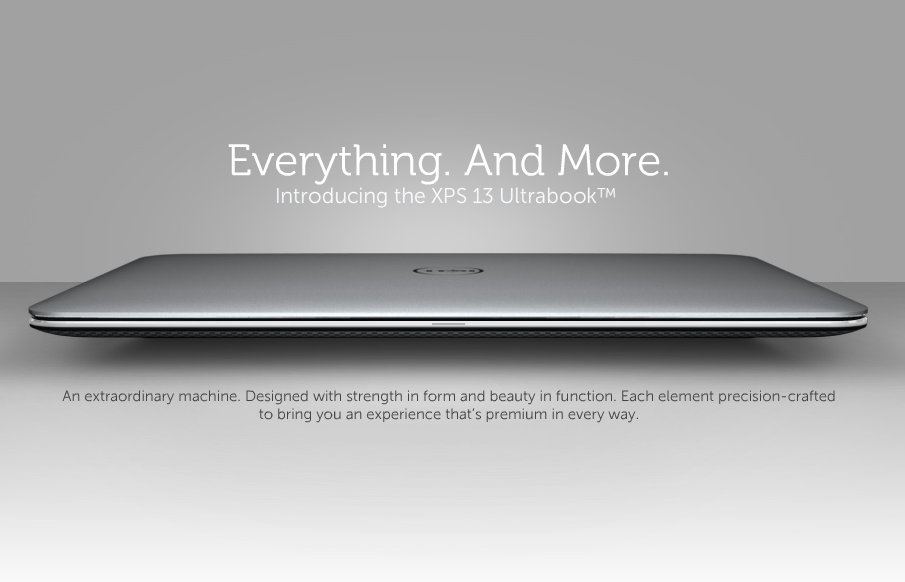 Everything. And More.
Introducing the XPS 13 Ultrabook™
DELL
An extraordinary machine. Designed with strength in form and beauty in function. Each element precision-crafted
to bring you an experience that’s premium in every way.